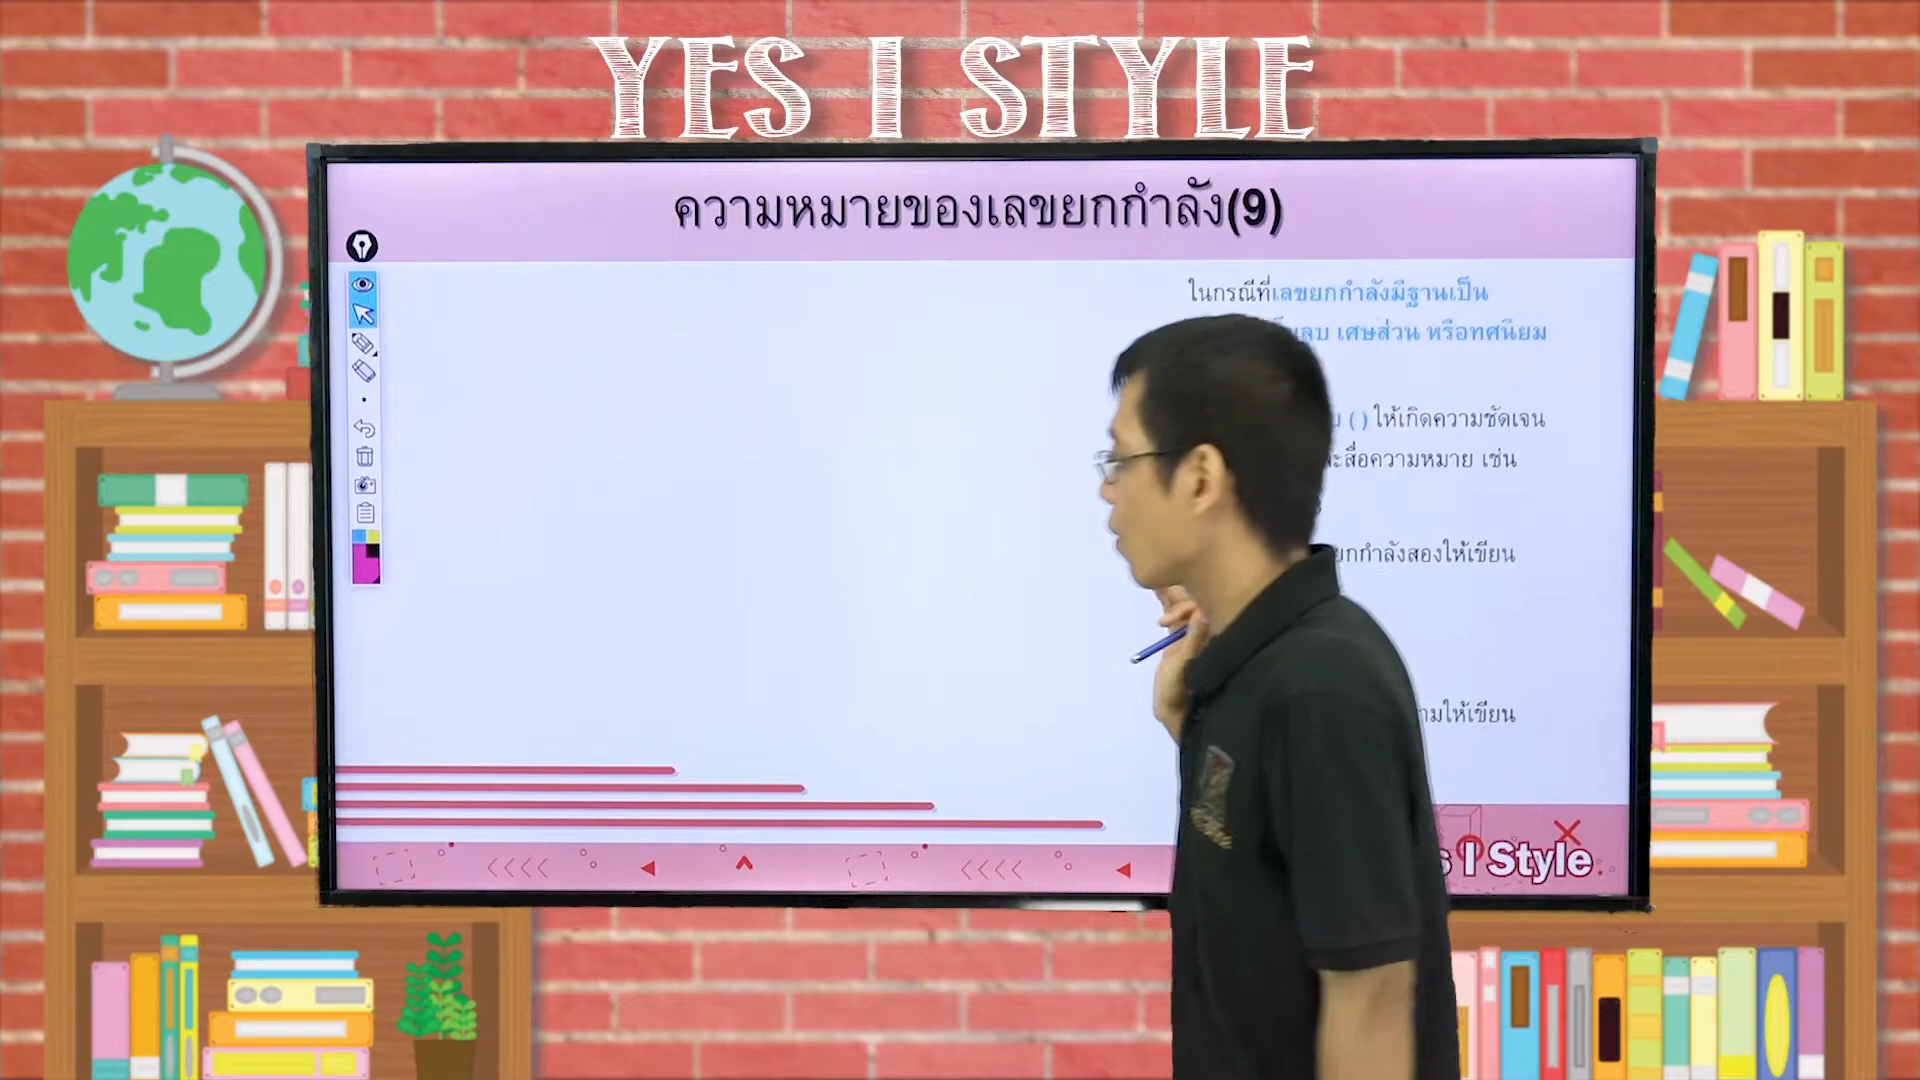 YES I STYLE
ความหมายของเลขยกกำลัง(9)
ในกรณีที่เลขยกกำลังมีฐานเป็น
ลบ เศษส่วน หรือทศนิยม
( ) ให้เกิดความชัดเจน
สื่อความหมาย เช่น
ยกกำลังสองให้เขียน
ให้เขียน
I Style